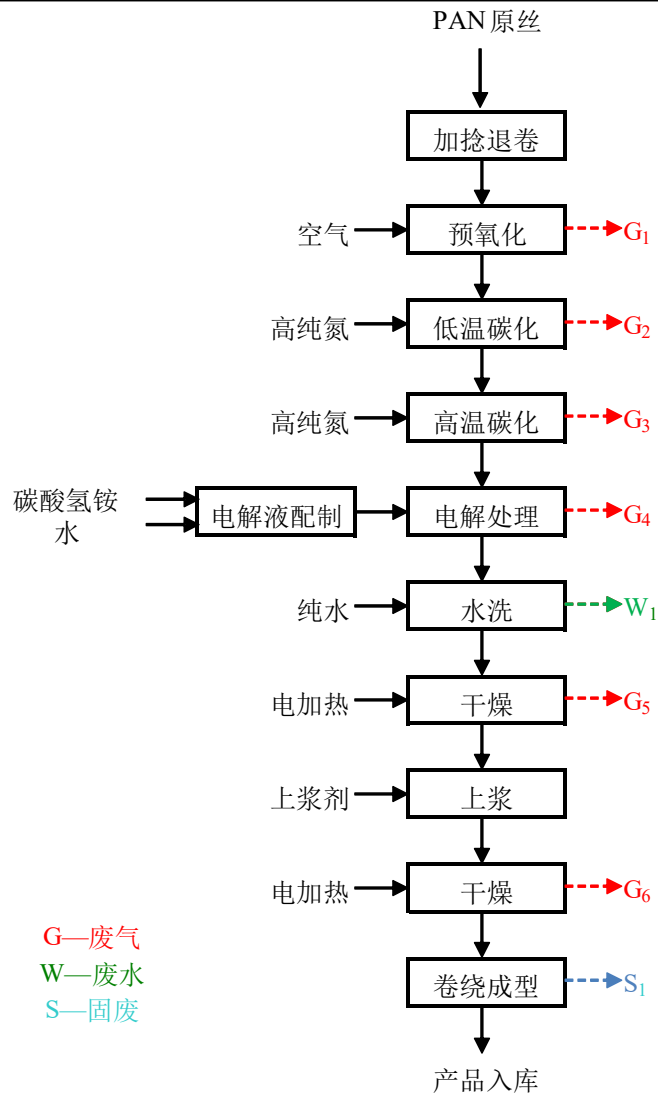 PAN原丝
加捻退卷
空气
预氧化
G1
高纯氮
低温碳化
G2
高纯氮
高温碳化
G3
碳酸氢铵
水
电解液配制
电解处理
G4
纯水
水洗
W1
电加热
干燥
G5
上浆剂
上浆
电加热
干燥
G6
G—废气
W—废水
S—固废
卷绕成型
S1
产品入库